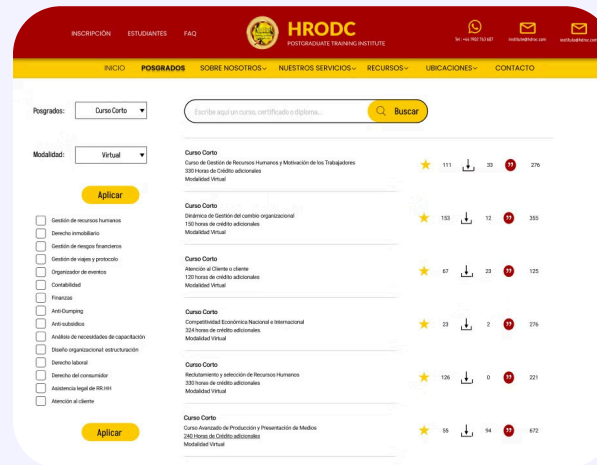 INSCRIPCIÓN ESTUDIANTES FAQ
HRODC
POSTGRADUATE TRAINING INSTITUTE
INICIO POSGRADOS SOBRE NOSOTROS NUESTROS SERVICIOS RECURSOS UBICACIONES CONTACTO
Posgrados: Curso Corto
Escribe aquí un curso, certificado o diploma... Buscar
Modalidad: Virtual
Aplicar
Gestión de recursos humanos
Derecho inmobiliario
Gestión de riesgos financieros
Gestión de viajes y protocolo
Organizador de eventos
Contabilidad
Finanzas
Anti-Dumping
Anti-subsidios
Análisis de necesidades de capacitación
Diseño organizacional: estructuración
Derecho laboral
Derecho del consumidor
Asistencia legal de RR.HH
Atención al cliente
Aplicar
Curso Corto
Curso de Gestión de Recursos Humanos y Motivación de los Trabajadores
330 Horas de Crédito adicionales
Modalidad Virtual
111 33 276
Curso Corto
Dinámica de Gestión del cambio organizacional
150 horas de crédito adicionales
Modalidad Virtual
153 12 355
Curso Corto
Atención al Cliente o cliente
120 horas de crédito adicionales
Modalidad Virtual
67 23 125
Curso Corto
Competitividad Económica Nacional e Internacional
324 horas de crédito adicionales
Modalidad Virtual
23 2 276
Curso Corto
Reclutamiento y selección de Recursos Humanos
330 horas de crédito adicionales
Modalidad Virtual
126 0 221
Curso Corto
Curso Avanzado de Producción y Presentación de Medios
240 Horas de Crédito adicionales
Modalidad Virtual
55 94 672